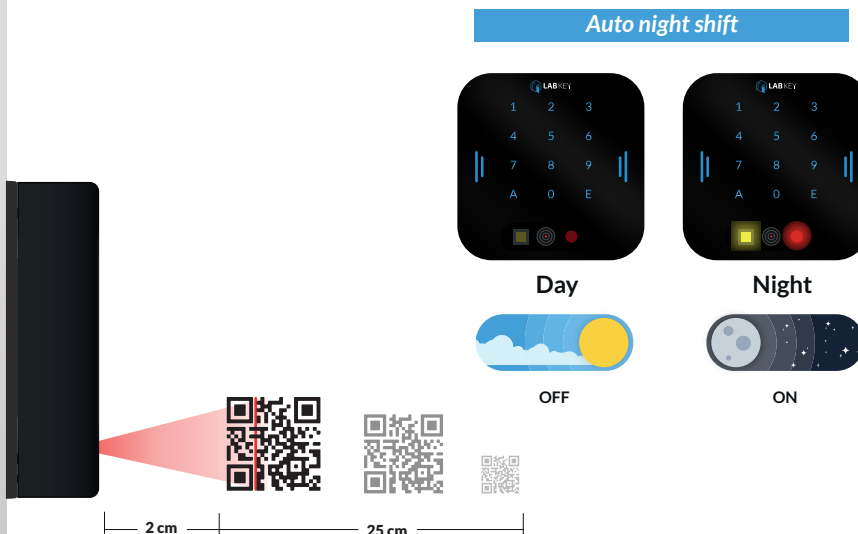 Auto night shift
LABKEY
1 2 3
4 5 6
7 8 9
A 0 E
LABKEY
1 2 3
4 5 6
7 8 9
A 0 E
Day
Night
OFF
ON
2 cm
25 cm